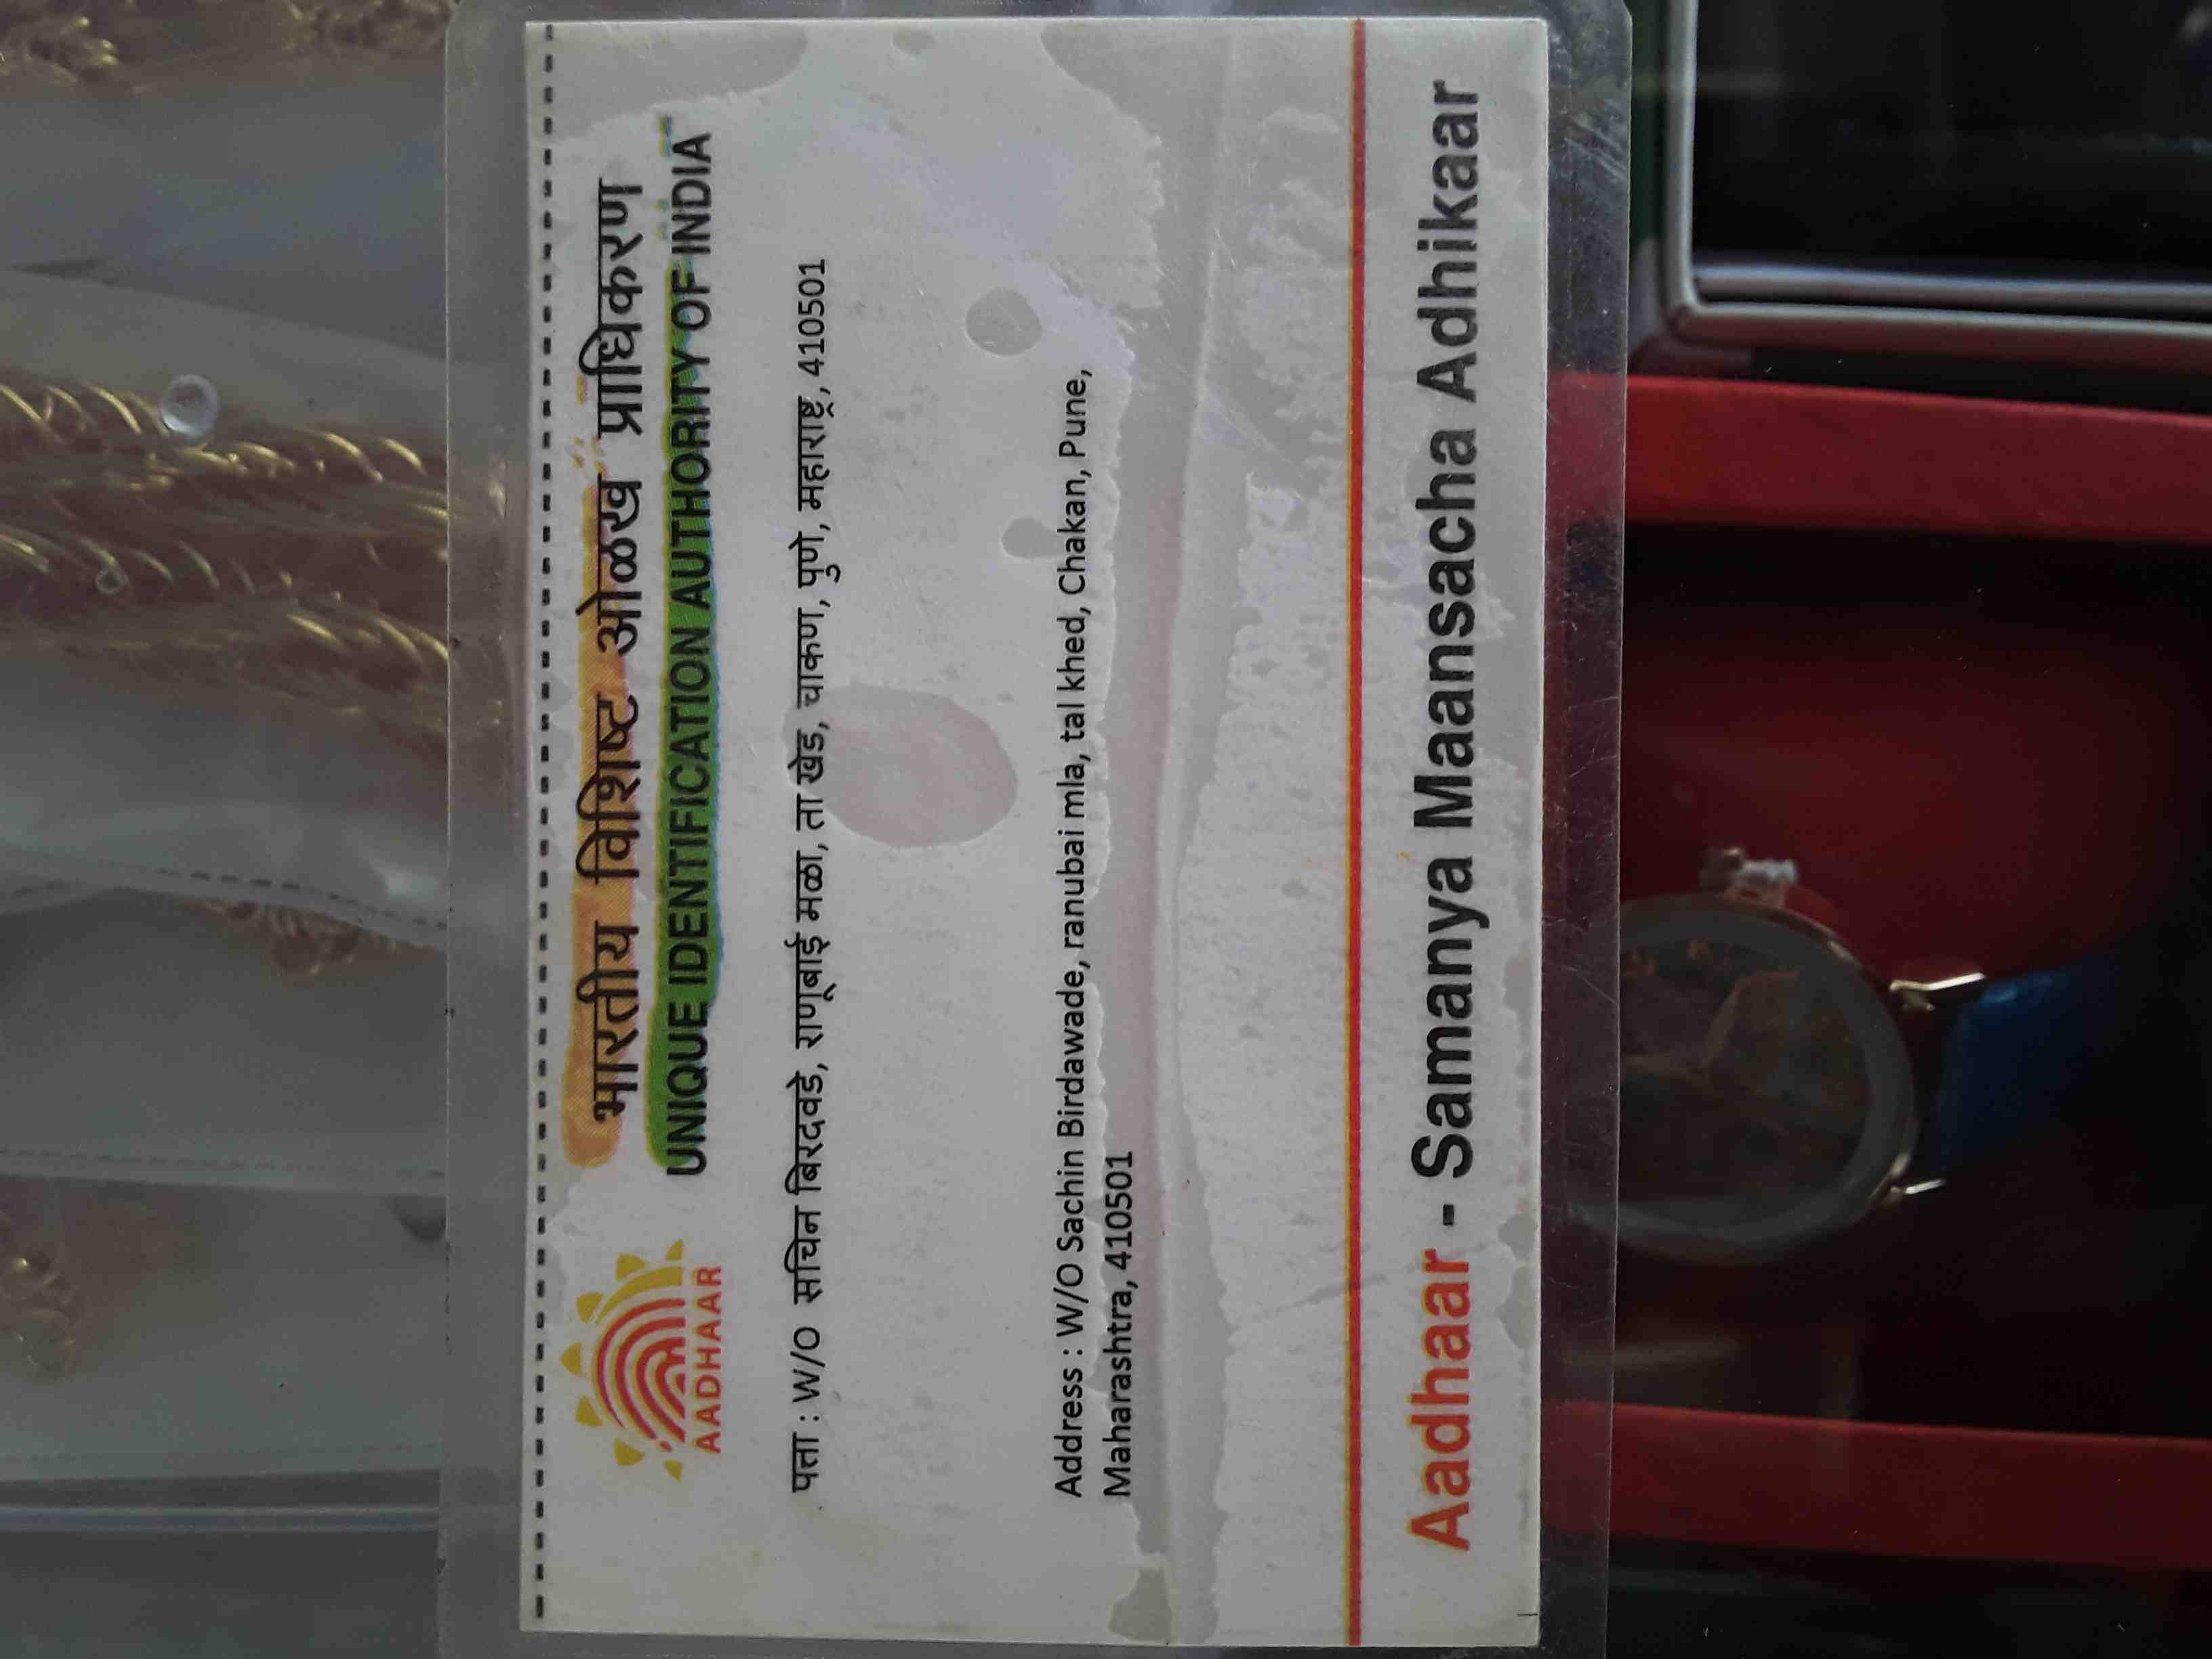 भारतीय विशिष्ट ओळख प्राधिकरण
UNIQUE IDENTIFICATION AUTHORITY OF INDIA
AADHAAR
पत्ता : W/O सचिन बिरदवडे, राणूबाई मळा, ता खेड, चाकण, पुणे, महाराष्ट्र, 410501
Address : W/O Sachin Birdawade, ranubai mla, tal khed, Chakan, Pune,
Maharashtra, 410501
Aadhaar - Samanya Maansacha Adhikaar